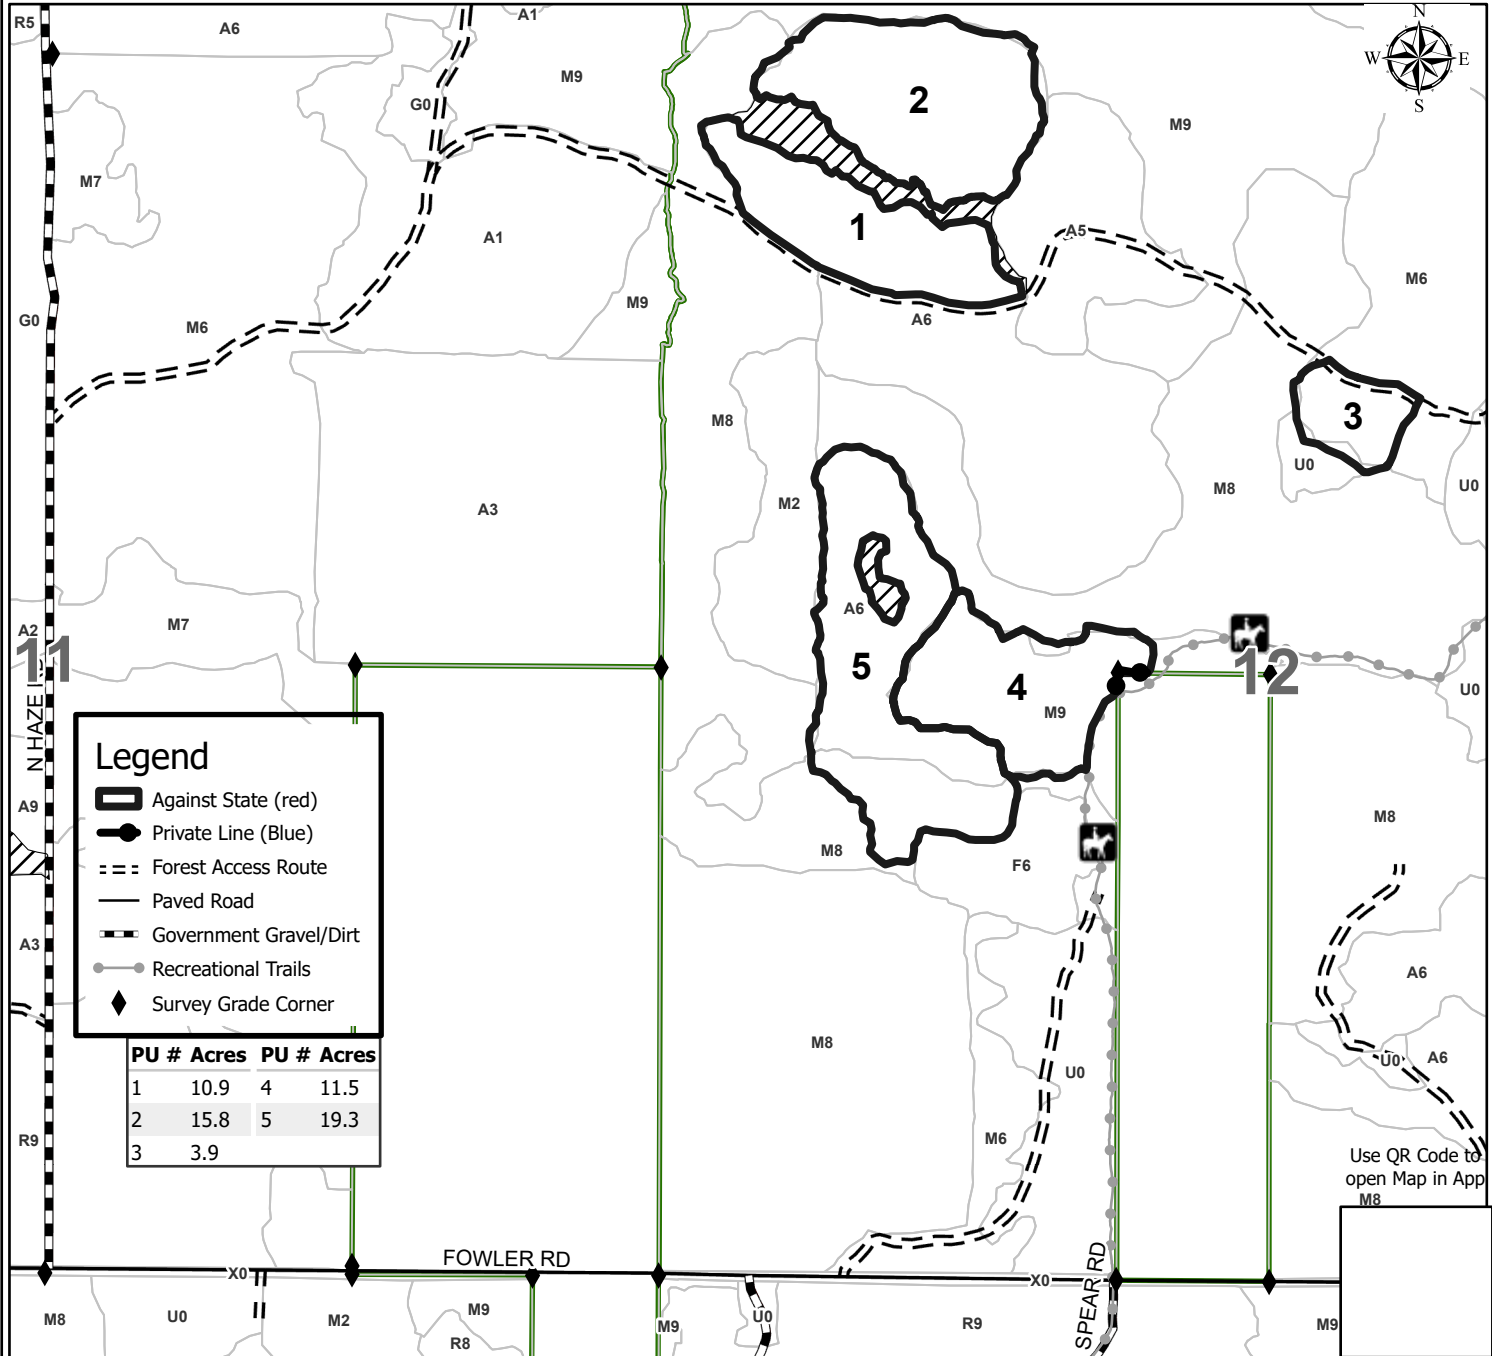 R5
A6
A1
N
W
E
S
M9
G0
2
M9
M7
1
A5
A1
M6
M9
G0
M6
A6
3
M8
U0
M8
U0
M2
A3
A6
A2
M7
11
5
12
4
U0
M9
N HAZE
Legend
Against State (red)
Private Line (Blue)
Forest Access Route
Paved Road
Government Gravel/Dirt
Recreational Trails
Survey Grade Corner
A9
M8
M8
F6
A3
A6
M8
U0
U0
A6
PU # Acres PU # Acres
1 10.9 4 11.5
2 15.8 5 19.3
3 3.9
R9
M6
Use QR Code to
open Map in App
M8
FOWLER RD
X0
X0
SPEAR RD
M8
U0
M2
M9
R8
M9
U0
R9
M9